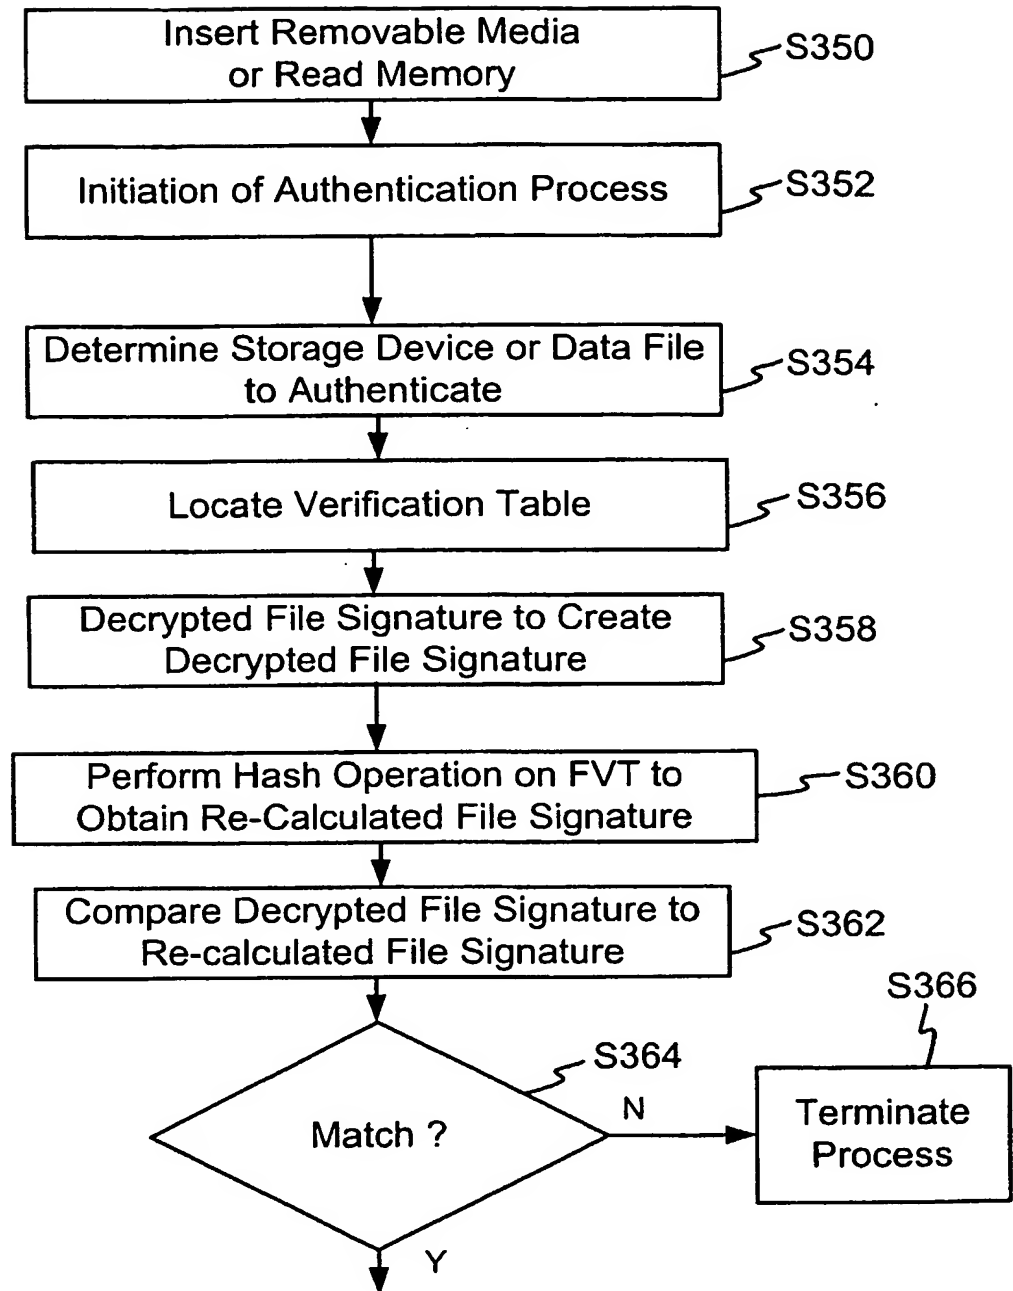 Insert Removable Media
or Read Memory
S350
Initiation of Authentication Process
S352
Determine Storage Device or Data File
to Authenticate
S354
Locate Verification Table
S356
Decrypted File Signature to Create
Decrypted File Signature
S358
Perform Hash Operation on FVT to
Obtain Re-Calculated File Signature
S360
Compare Decrypted File Signature to
Re-calculated File Signature
S362
S366
S364
Match ?
N
Terminate
Process
Y